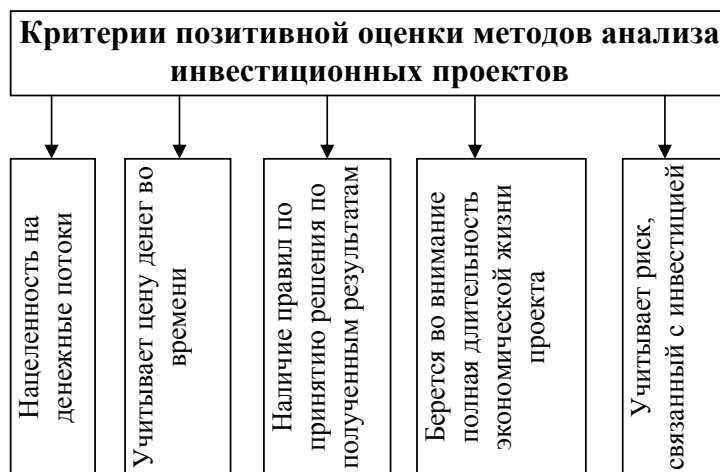 Критерии позитивной оценки методов анализа
инвестиционных проектов
Нацеленность на
денежные потоки
Учитывает цену денег во
времени
Наличие правил по
принятию решения по
полученным результатам
Берется во внимание
полная длительность
экономической жизни
проекта
Учитывает риск,
связанный с инвестицией